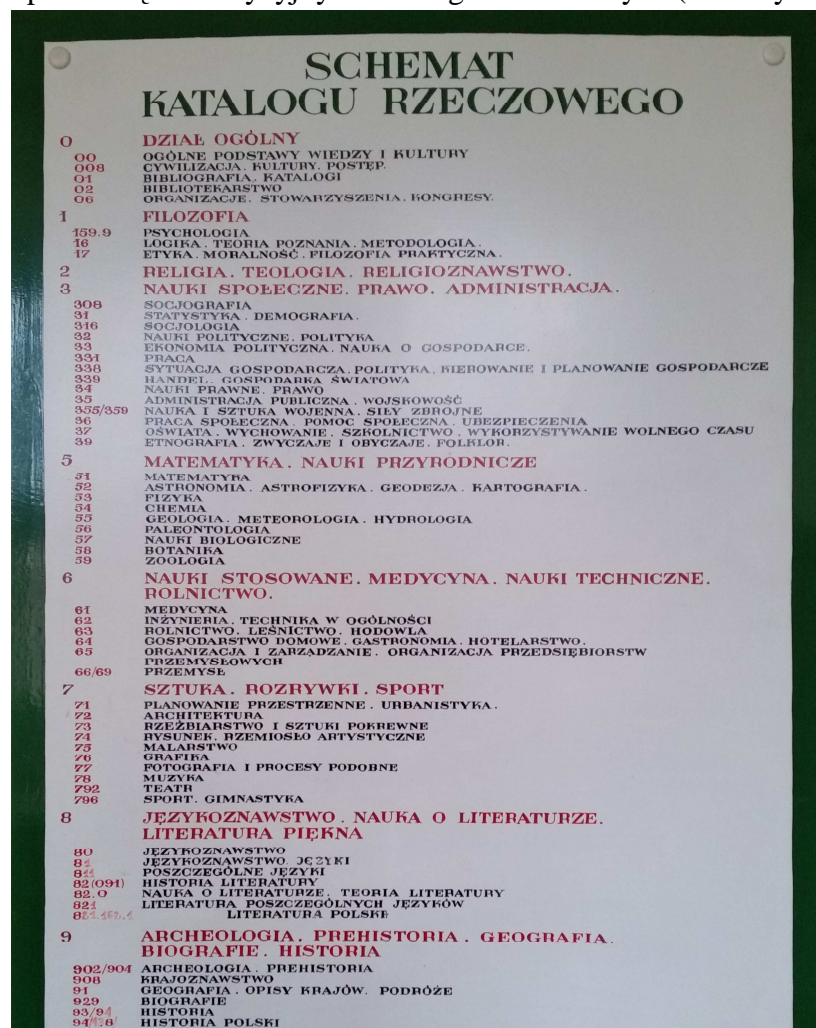 SCHEMAT
KATALOGU RZECZOWEGO
0 DZIAŁ OGÓLNY
00 OGÓLNE PODSTAWY WIEDZY I KULTURY
008 CYWILIZACJA. KULTURY. POSTĘP.
01 BIBLIOGRAFIA. KATALOGI
02 BIBLIOTEKARSTWO
06 ORGANIZACJE. STOWARZYSZENIA. KONGRESY.
1 FILOZOFIA
159.9 PSYCHOLOGIA
16 LOGIKA. TEORIA POZNANIA. METODOLOGIA.
17 ETYKA. MORALNOŚĆ. FILOZOFIA PRAKTYCZNA.
2 RELIGIA. TEOLOGIA. RELIGIOZNAWSTWO.
3 NAUKI SPOŁECZNE. PRAWO. ADMINISTRACJA.
308 SOCJOGRAFIA
31 STATYSTYKA. DEMOGRAFIA.
316 SOCJOLOGIA
32 NAUKI POLITYCZNE. POLITYKA
33 EKONOMIA POLITYCZNA. NAUKA O GOSPODARCE.
331 PRACA
338 SYTUACJA GOSPODARCZA. POLITYKA, KIEROWANIE I PLANOWANIE GOSPODARCZE
339 HANDEL. GOSPODARKA ŚWIATOWA
34 NAUKI PRAWNE. PRAWO
35 ADMINISTRACJA PUBLICZNA. WOJSKOWOŚĆ
355/359 NAUKA I SZTUKA WOJENNA. SIŁY ZBROJNE
36 PRACA SPOŁECZNA. POMOC SPOŁECZNA. UBEZPIECZENIA
37 OŚWIATA. WYCHOWANIE. SZKOLNICTWO. WYKORZYSTYWANIE WOLNEGO CZASU
39 ETNOGRAFIA. ZWYCZAJE I OBYCZAJE. FOLKLOR.
5 MATEMATYKA. NAUKI PRZYRODNICZE
51 MATEMATYKA
52 ASTRONOMIA. ASTROFIZYKA. GEODEZJA. KARTOGRAFIA.
53 FIZYKA
54 CHEMIA
55 GEOLOGIA. METEOROLOGIA. HYDROLOGIA
56 PALEONTOLOGIA
57 NAUKI BIOLOGICZNE
58 BOTANIKA
59 ZOOLOGIA
6 NAUKI STOSOWANE. MEDYCYNA. NAUKI TECHNICZNE.
ROLNICTWO.
61 MEDYCYNA
62 INŻYNIERIA. TECHNIKA W OGÓLNOŚCI
63 ROLNICTWO. LEŚNICTWO. HODOWLA
64 GOSPODARSTWO DOMOWE. GASTRONOMIA. HOTELARSTWO.
65 ORGANIZACJA I ZARZĄDZANIE. ORGANIZACJA PRZEDSIĘBIORSTW
PRZEMYSŁOWYCH
66/69 PRZEMYSŁ
7 SZTUKA. ROZRYWKI. SPORT
71 PLANOWANIE PRZESTRZENNE. URBANISTYKA.
72 ARCHITEKTURA
73 RZEŹBIARSTWO I SZTUKI POKREWNE
74 RYSUNEK. RZEMIOSŁO ARTYSTYCZNE
75 MALARSTWO
76 GRAFIKA
77 FOTOGRAFIA I PROCESY PODOBNE
78 MUZYKA
792 TEATR
796 SPORT. GIMNASTYKA
8 JĘZYKOZNAWSTWO. NAUKA O LITERATURZE.
LITERATURA PIĘKNA
80 JĘZYKOZNAWSTWO
81 JĘZYKOZNAWSTWO. JĘZYKI
811 POSZCZEGÓLNE JĘZYKI
82(091) HISTORIA LITERATURY
82.0 NAUKA O LITERATURZE. TEORIA LITERATURY
821 LITERATURA POSZCZEGÓLNYCH JĘZYKÓW
821.162.1 LITERATURA POLSKA
9 ARCHEOLOGIA. PREHISTORIA. GEOGRAFIA.
BIOGRAFIE. HISTORIA
902/904 ARCHEOLOGIA. PREHISTORIA
908 KRAJOZNAWSTWO
91 GEOGRAFIA. OPISY KRAJÓW. PODRÓŻE
929 BIOGRAFIE
93/94 HISTORIA
HISTORIA POLSKI